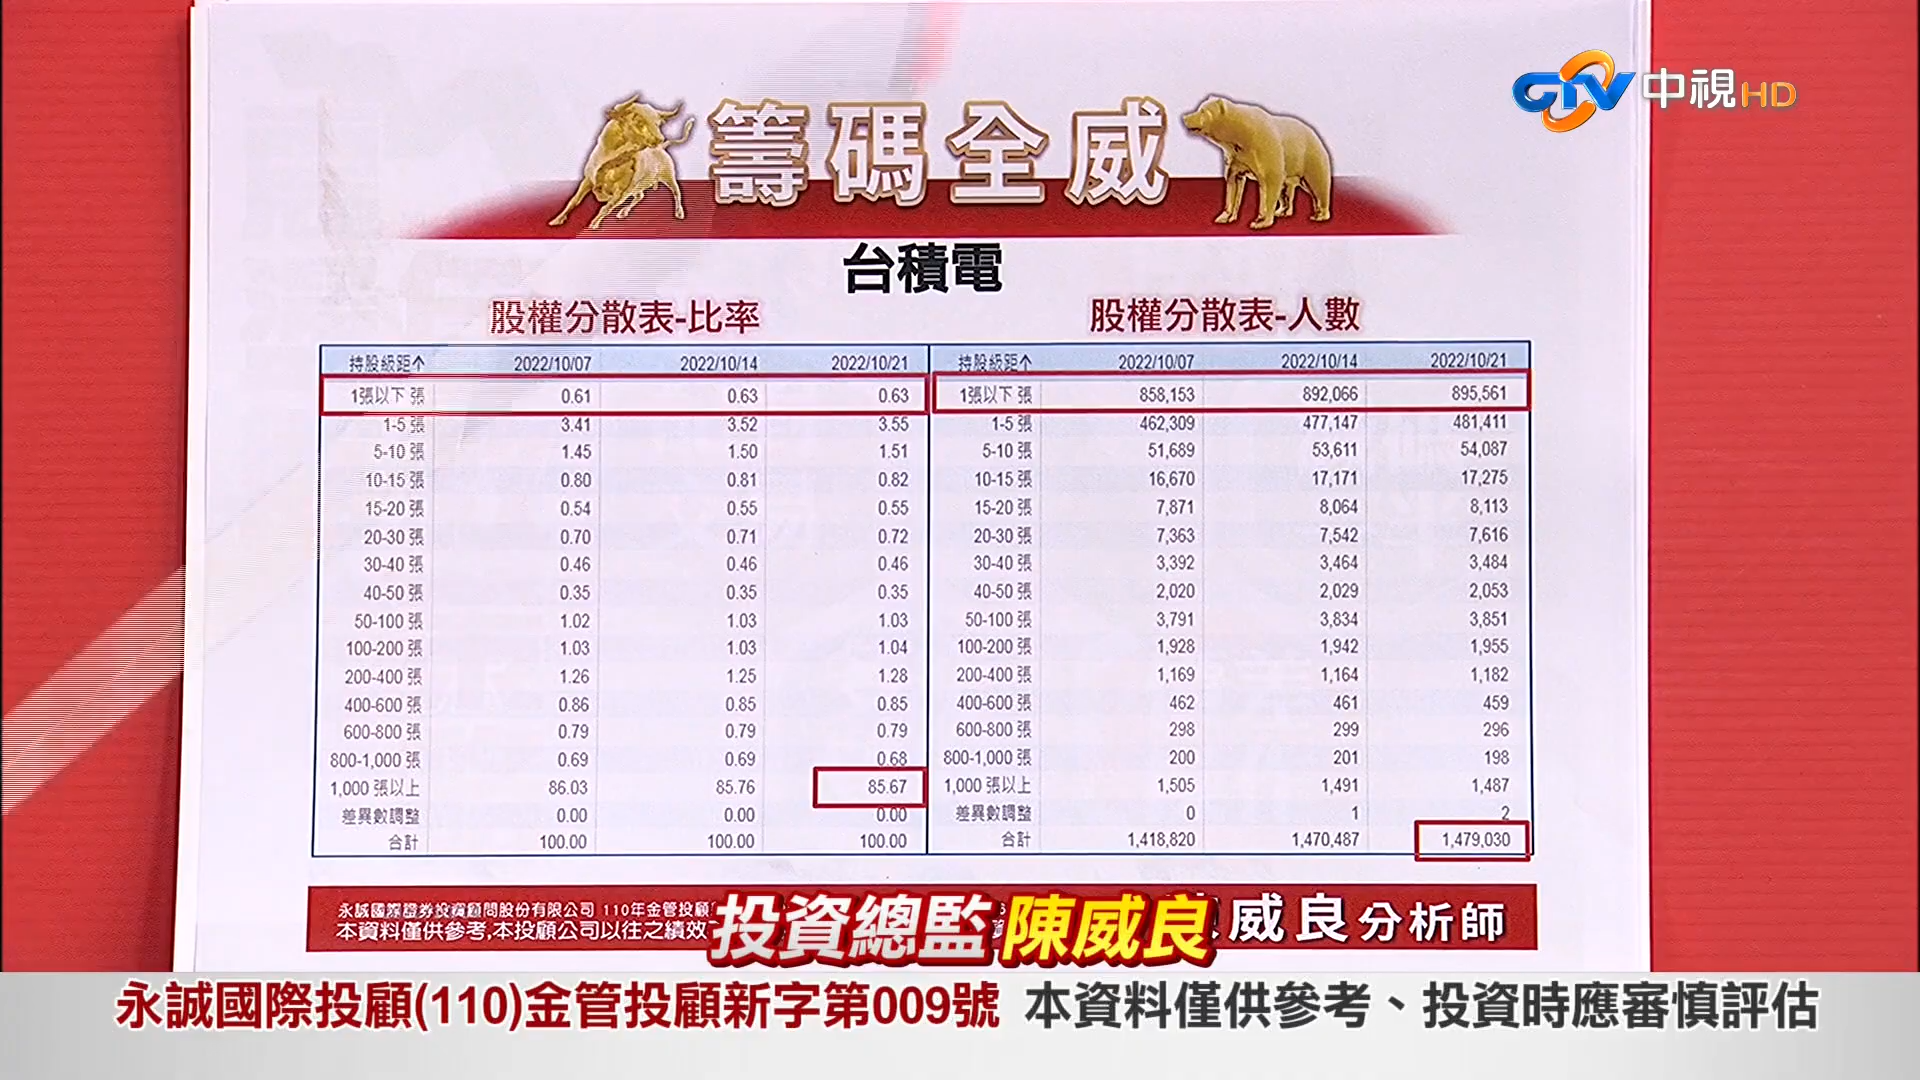 CTV 中視HD
籌碼全威
台積電
股權分散表-比率
股權分散表-人數
持股級距个 2022/10/07 2022/10/14 2022/10/21 持股級距个 2022/10/07 2022/10/14 2022/10/21
1張以下 張 0.61 0.63 0.63 1張以下 張 858,153 892,066 895,561
1-5 張 3.41 3.52 3.55 1-5 張 462,309 477,147 481,411
5-10 張 1.45 1.50 1.51 5-10 張 51,689 53,611 54,087
10-15 張 0.80 0.81 0.82 10-15 張 16,670 17,171 17,275
15-20 張 0.54 0.55 0.55 15-20 張 7,871 8,064 8,113
20-30 張 0.70 0.71 0.72 20-30 張 7,363 7,542 7,616
30-40 張 0.46 0.46 0.46 30-40 張 3,392 3,464 3,484
40-50 張 0.35 0.35 0.35 40-50 張 2,020 2,029 2,053
50-100 張 1.02 1.03 1.03 50-100 張 3,791 3,834 3,851
100-200 張 1.03 1.03 1.04 100-200 張 1,928 1,942 1,955
200-400 張 1.26 1.25 1.28 200-400 張 1,169 1,164 1,182
400-600 張 0.86 0.85 0.85 400-600 張 462 461 459
600-800 張 0.79 0.79 0.79 600-800 張 298 299 296
800-1,000 張 0.69 0.69 0.68 800-1,000 張 200 201 198
1,000 張以上 86.03 85.76 85.67 1,000 張以上 1,505 1,491 1,487
差異數調整 0.00 0.00 0.00 差異數調整 0 1 2
合計 100.00 100.00 100.00 合計 1,418,820 1,470,487 1,479,030
永誠國際證券投資顧問股份有限公司 110年金管投顧
本資料僅供參考,本投顧公司以往之績效
威良分析師
投資總監 陳威良
永誠國際投顧(110)金管投顧新字第009號 本資料僅供參考、投資時應審慎評估